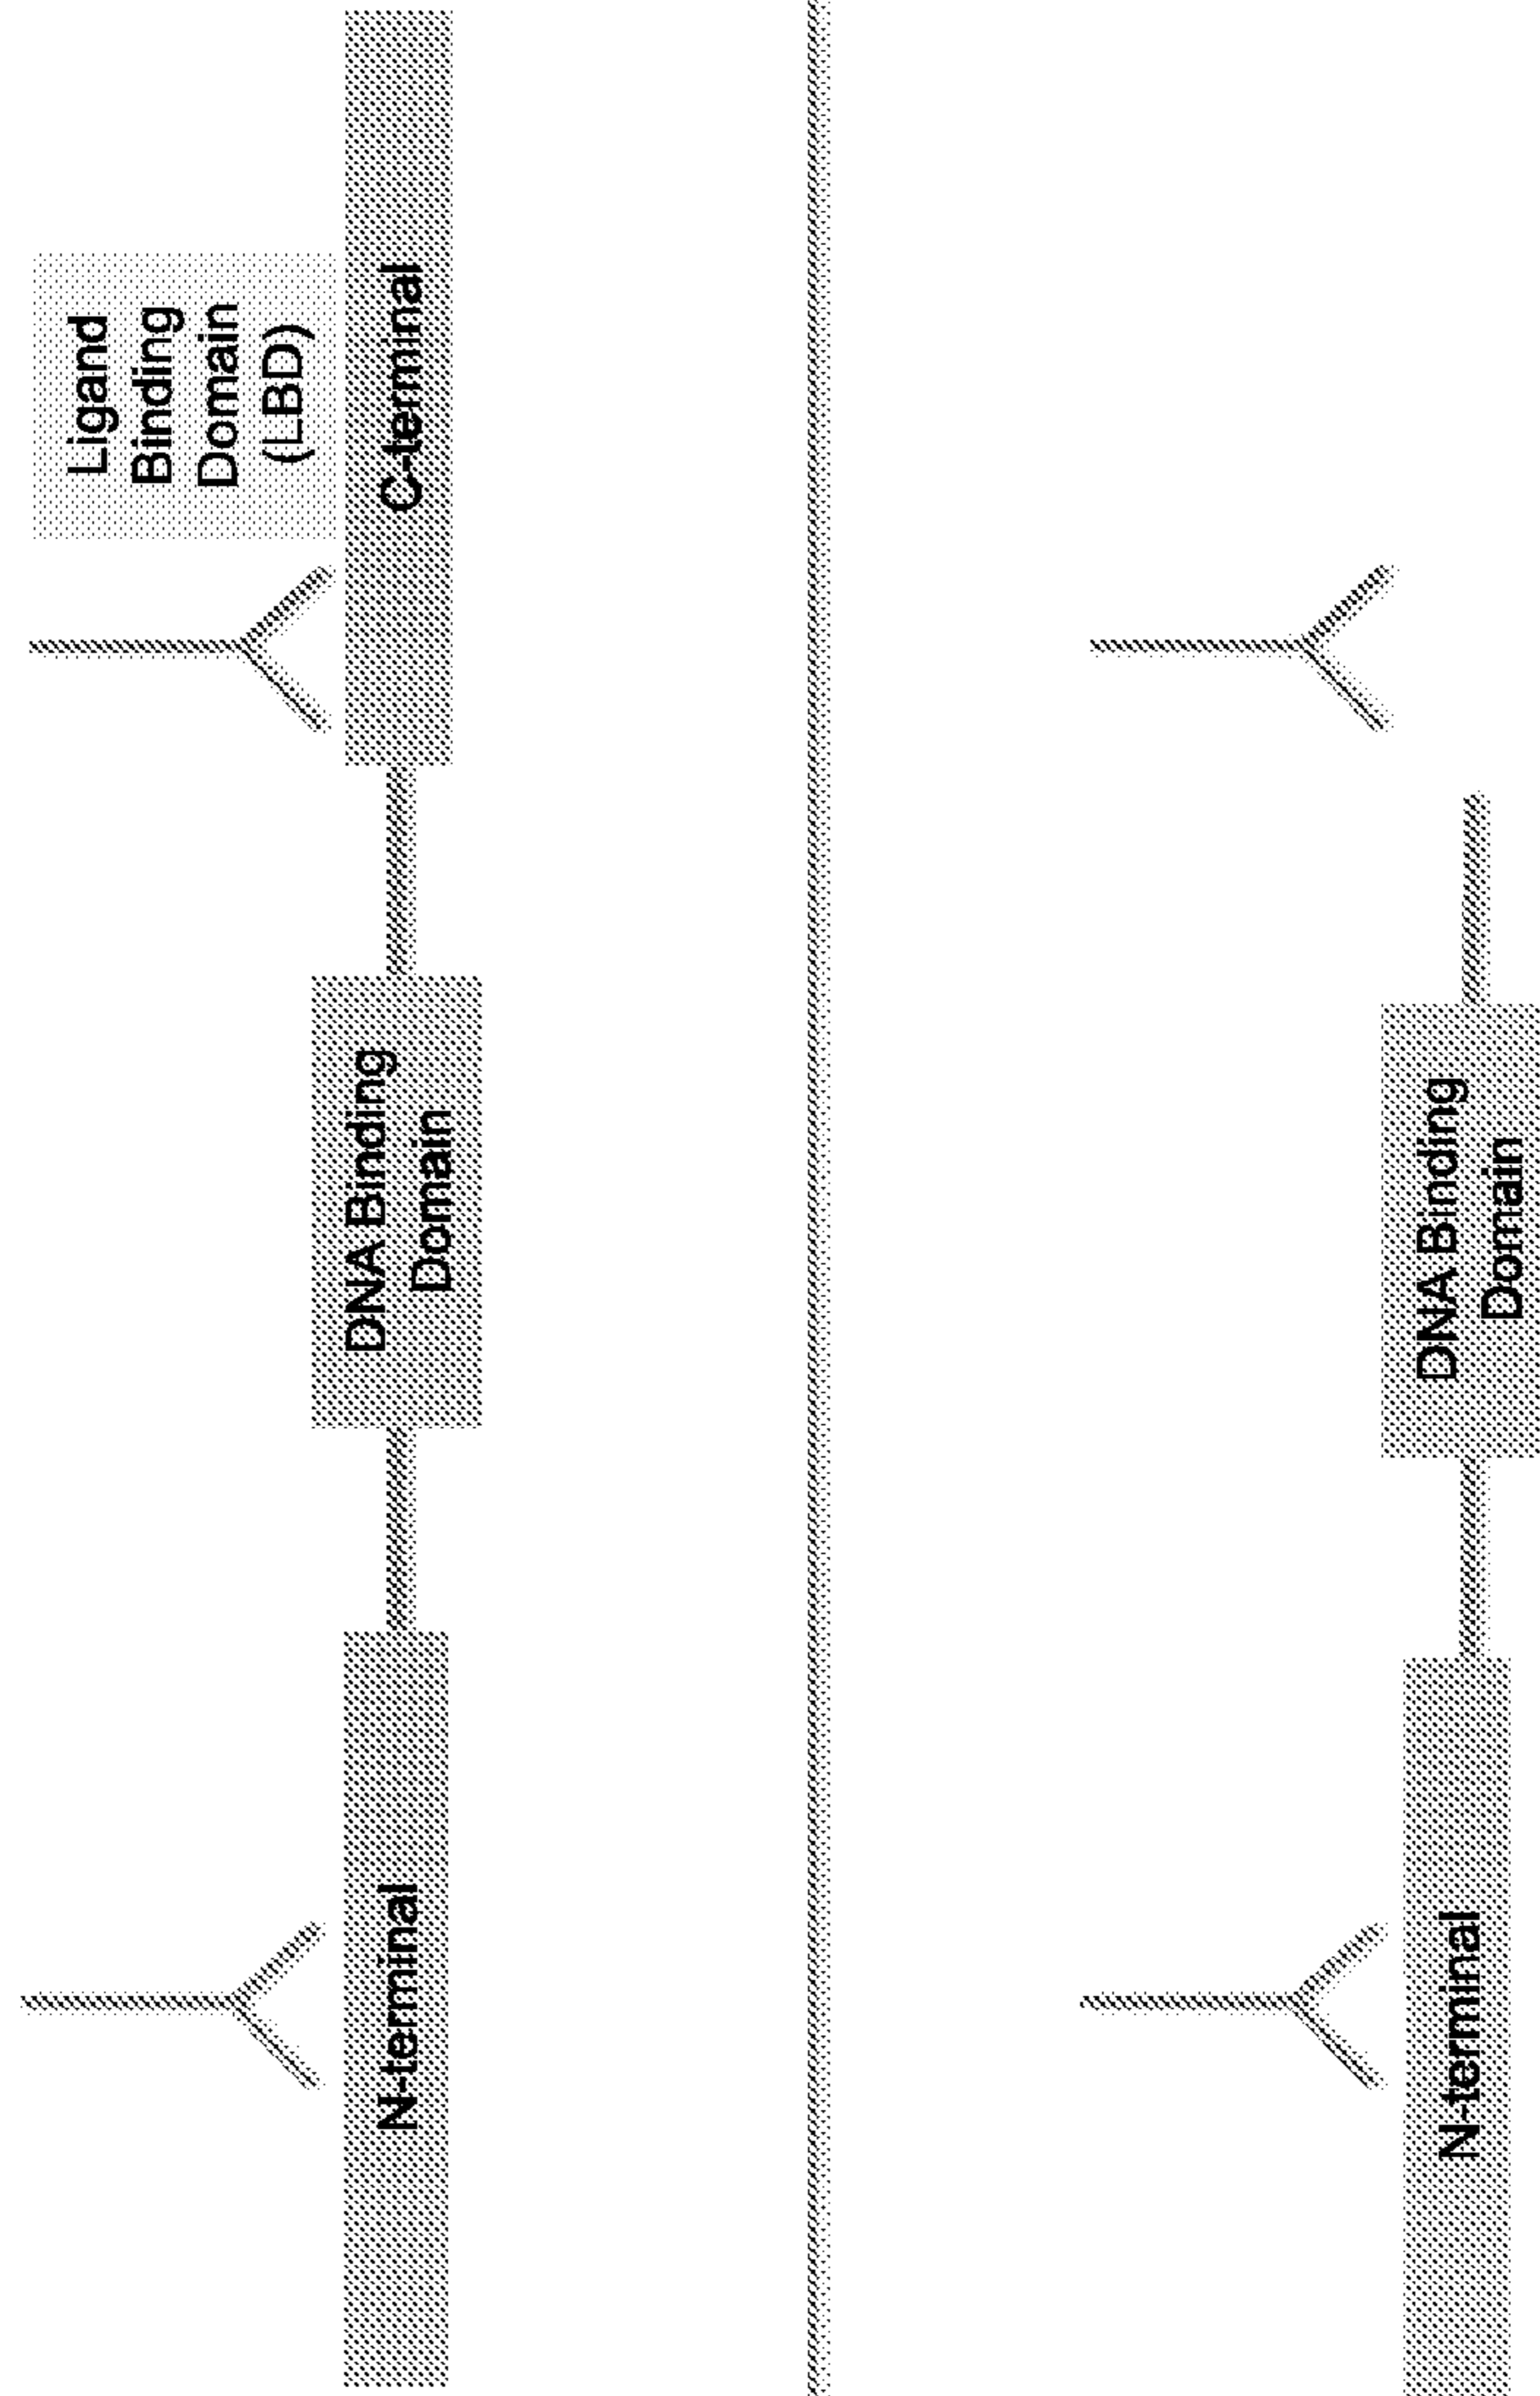 N-terminal
DNA Binding
Domain
Ligand
Binding
Domain
(LBD)
C-terminal
N-terminal
DNA Binding
Domain